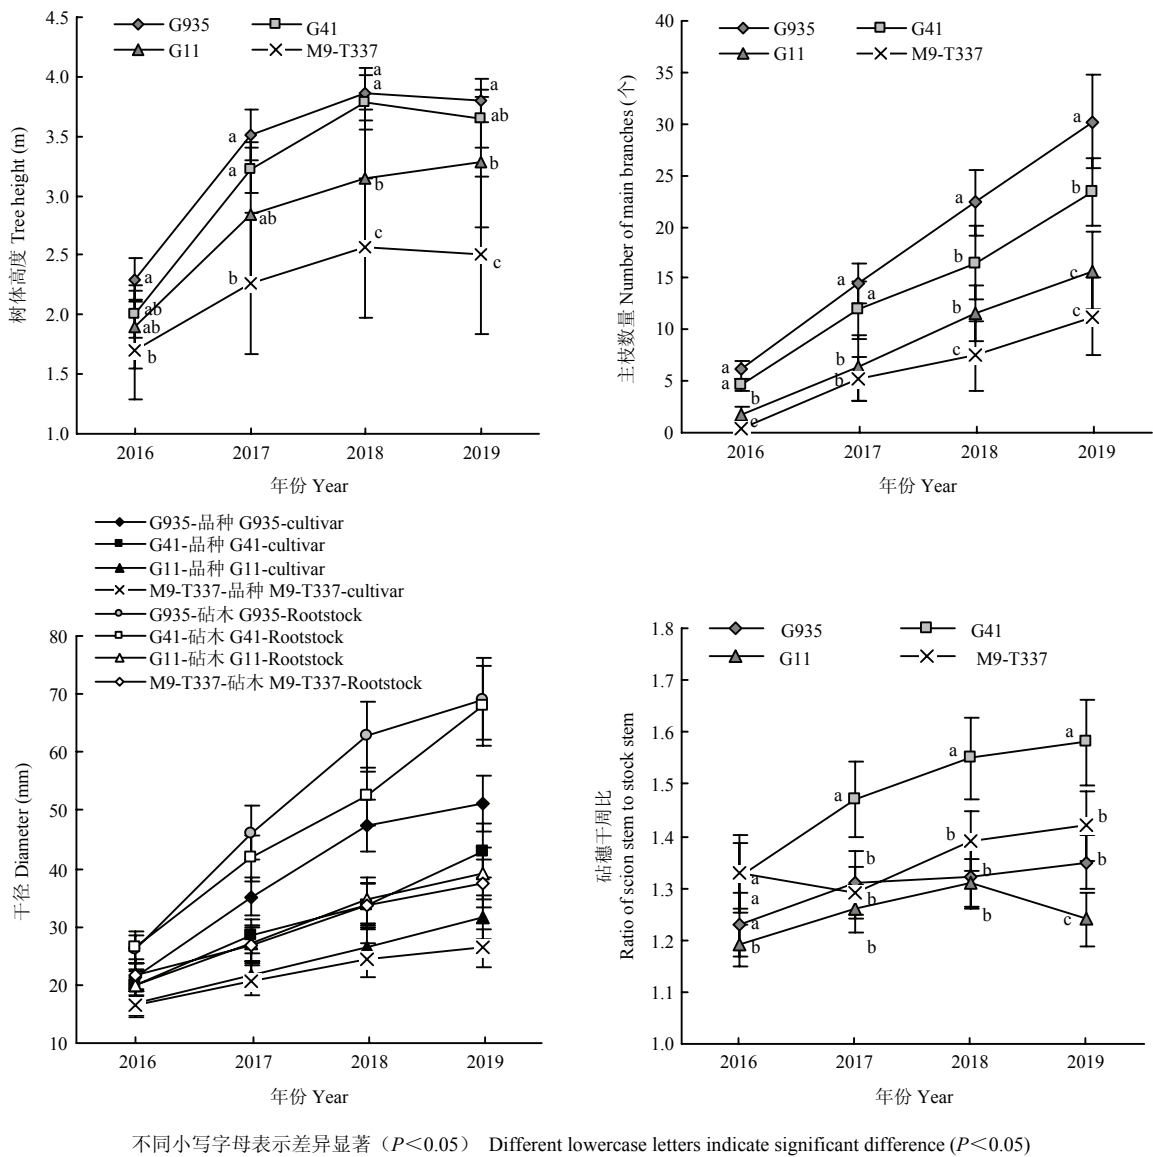 G935 G41
G11 M9-T337
4.5
4.0
3.5
3.0
2.5
2.0
1.5
1.0
树体高度 Tree height (m)
a
ab
ab
b
a
a
ab
b
a
a
b
c
a
ab
b
c
2016 2017 2018 2019
年份 Year
G935 G41
G11 M9-T337
40
35
30
25
20
15
10
5
0
主枝数量 Number of main branches (个)
a
a
b
c
a
a
b
b
a
b
b
c
a
b
c
c
2016 2017 2018 2019
年份 Year
G935-品种 G935-cultivar
G41-品种 G41-cultivar
G11-品种 G11-cultivar
M9-T337-品种 M9-T337-cultivar
G935-砧木 G935-Rootstock
G41-砧木 G41-Rootstock
G11-砧木 G11-Rootstock
M9-T337-砧木 M9-T337-Rootstock
80
70
60
50
40
30
20
10
干径 Diameter (mm)
2016 2017 2018 2019
年份 Year
G935 G41
G11 M9-T337
1.8
1.7
1.6
1.5
1.4
1.3
1.2
1.1
1.0
砧穗干周比
Ratio of scion stem to stock stem
a
a
a
b
a
b
b
b
a
b
b
b
a
b
b
c
2016 2017 2018 2019
年份 Year
不同小写字母表示差异显著（P＜0.05） Different lowercase letters indicate significant difference (P＜0.05)